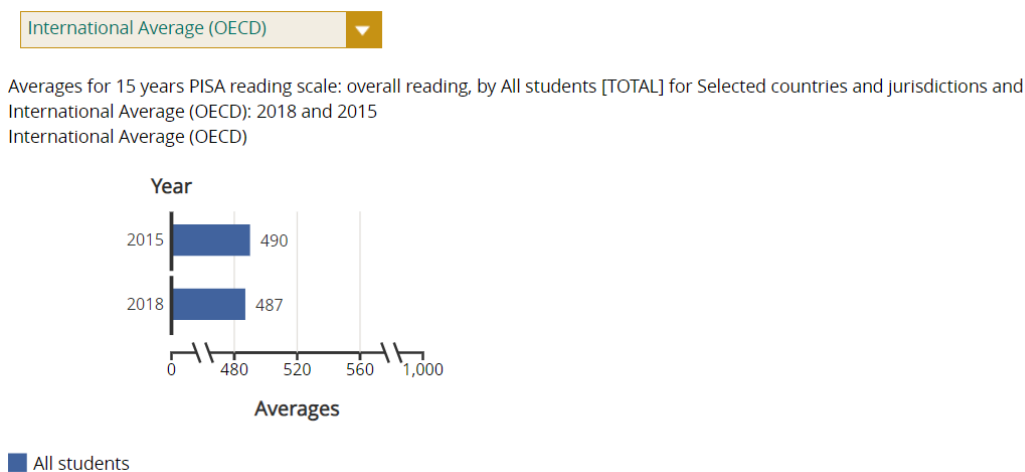 International Average (OECD)
Averages for 15 years PISA reading scale: overall reading, by All students [TOTAL] for Selected countries and jurisdictions and
International Average (OECD): 2018 and 2015
International Average (OECD)
Year
2015 490
2018 487
0 480 520 560 1,000
Averages
All students